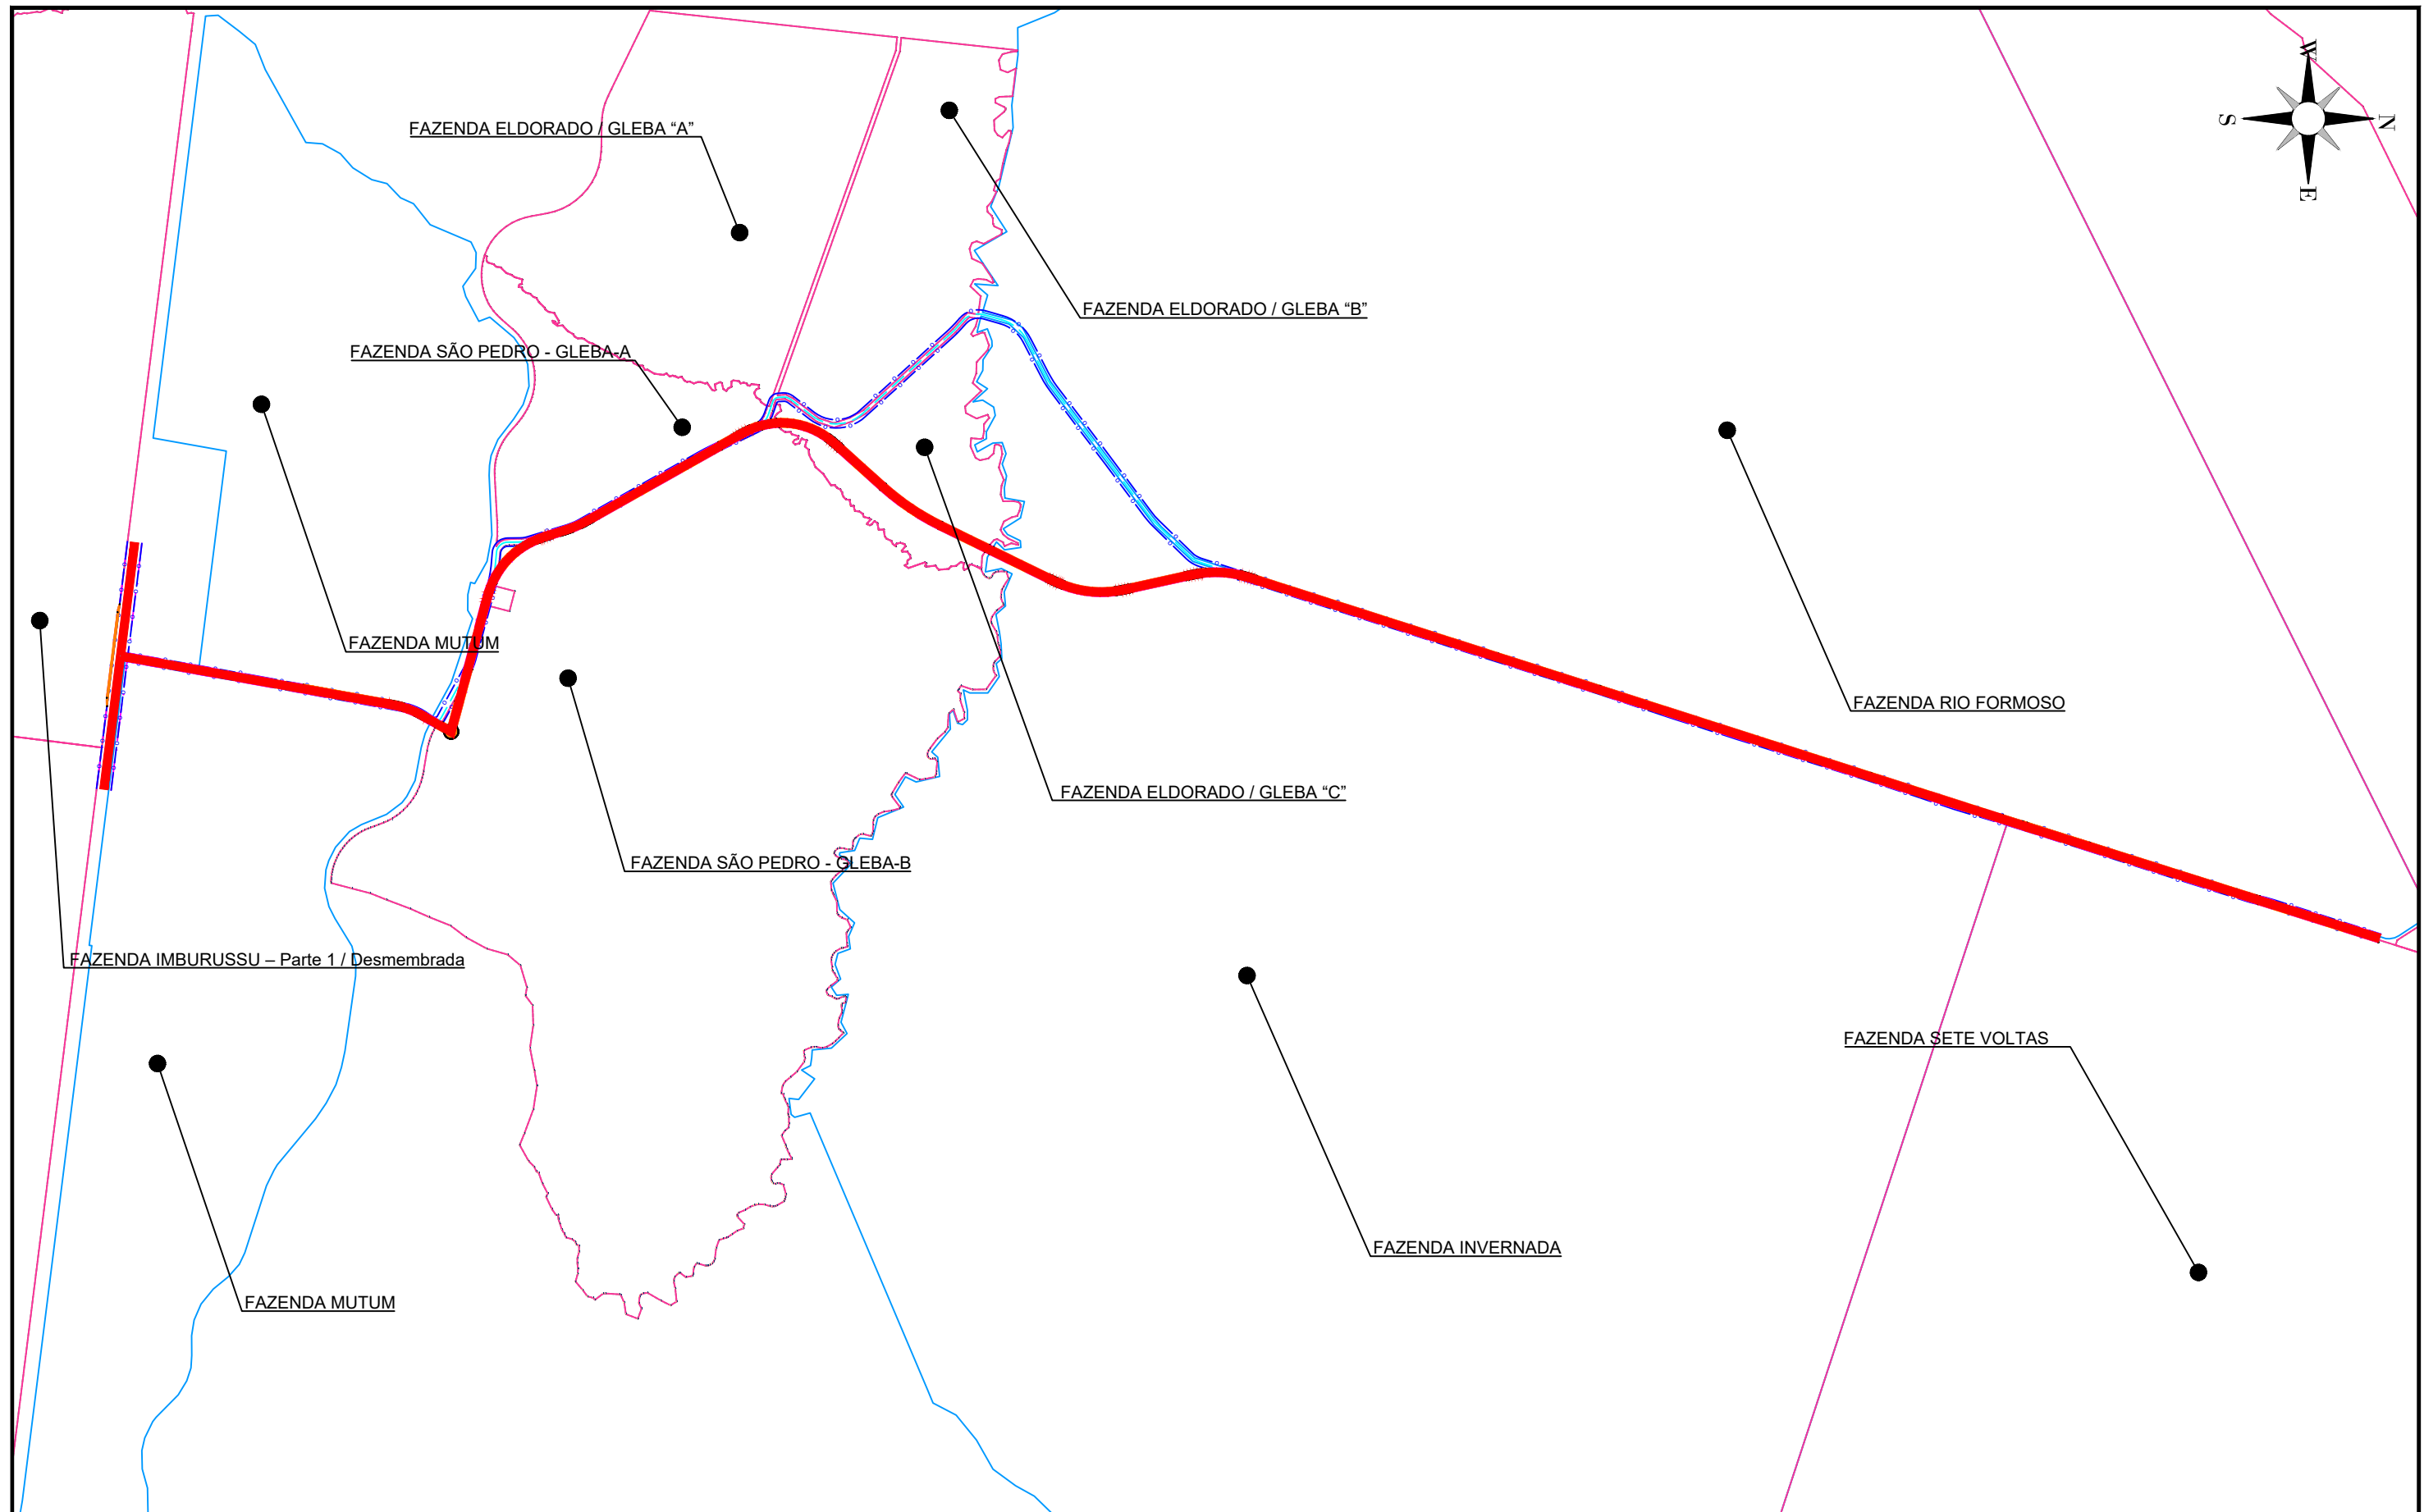 W
S
N
E
FAZENDA ELDORADO / GLEBA “A”
FAZENDA ELDORADO / GLEBA “B”
FAZENDA SÃO PEDRO - GLEBA-A
FAZENDA MUTUM
FAZENDA RIO FORMOSO
FAZENDA ELDORADO / GLEBA “C”
FAZENDA SÃO PEDRO - GLEBA-B
FAZENDA IMBURUSSU – Parte 1 / Desmembrada
FAZENDA SETE VOLTAS
FAZENDA INVERNADA
FAZENDA MUTUM